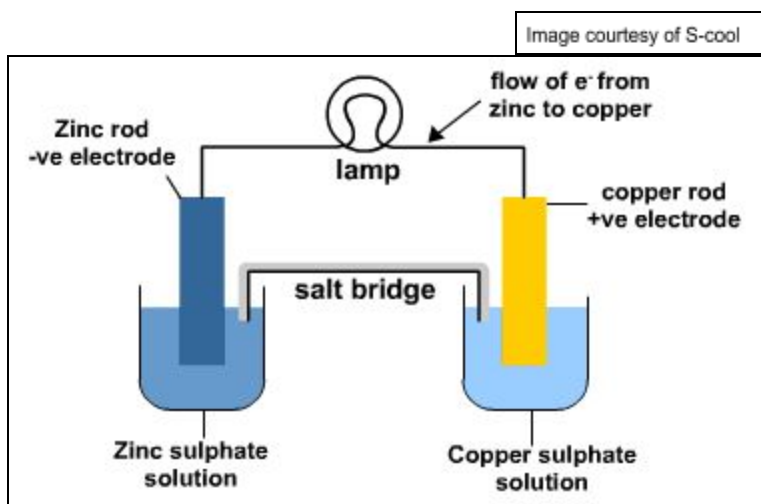 Image courtesy of S-cool
flow of e⁻ from
zinc to copper
Zinc rod
-ve electrode
lamp
copper rod
+ve electrode
salt bridge
Zinc sulphate
solution
Copper sulphate
solution